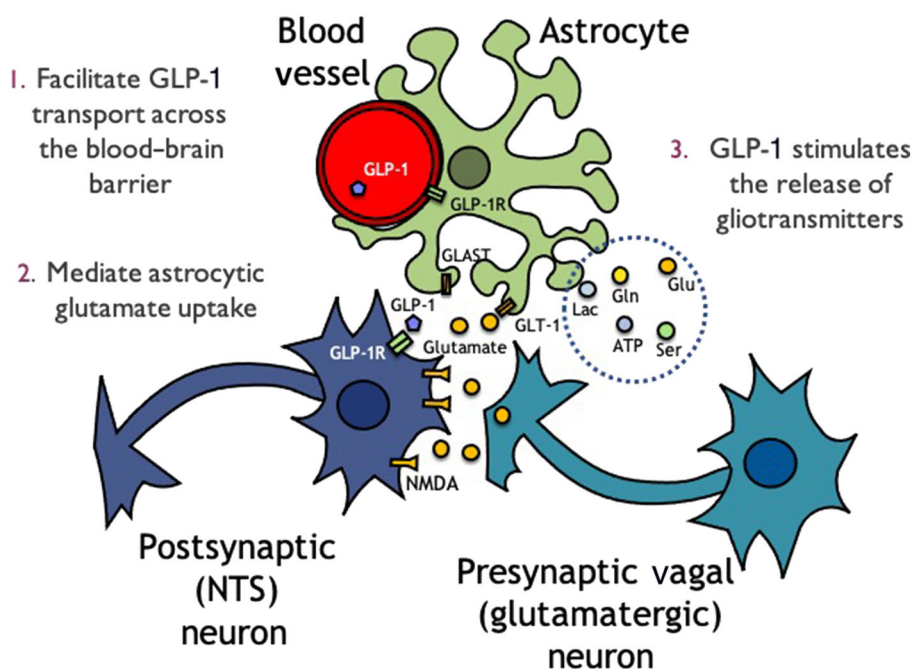 Blood
vessel
Astrocyte
1. Facilitate GLP-1
transport across
the blood-brain
barrier
3. GLP-1 stimulates
the release of
gliotransmitters
GLP-1
GLP-1R
2. Mediate astrocytic
glutamate uptake
GLAST
GLP-1
GLT-1
Lac
Gln
Glu
ATP
Ser
GLP-1R
Glutamate
NMDA
Postsynaptic
(NTS)
neuron
Presynaptic vagal
(glutamatergic)
neuron